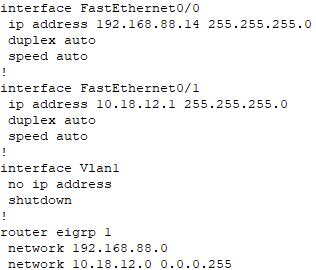 interface FastEthernet0/0
ip address 192.168.88.14 255.255.255.0
duplex auto
speed auto
!
interface FastEthernet0/1
ip address 10.18.12.1 255.255.255.0
duplex auto
speed auto
!
interface Vlan1
no ip address
shutdown
!
router eigrp 1
network 192.168.88.0
network 10.18.12.0 0.0.0.255